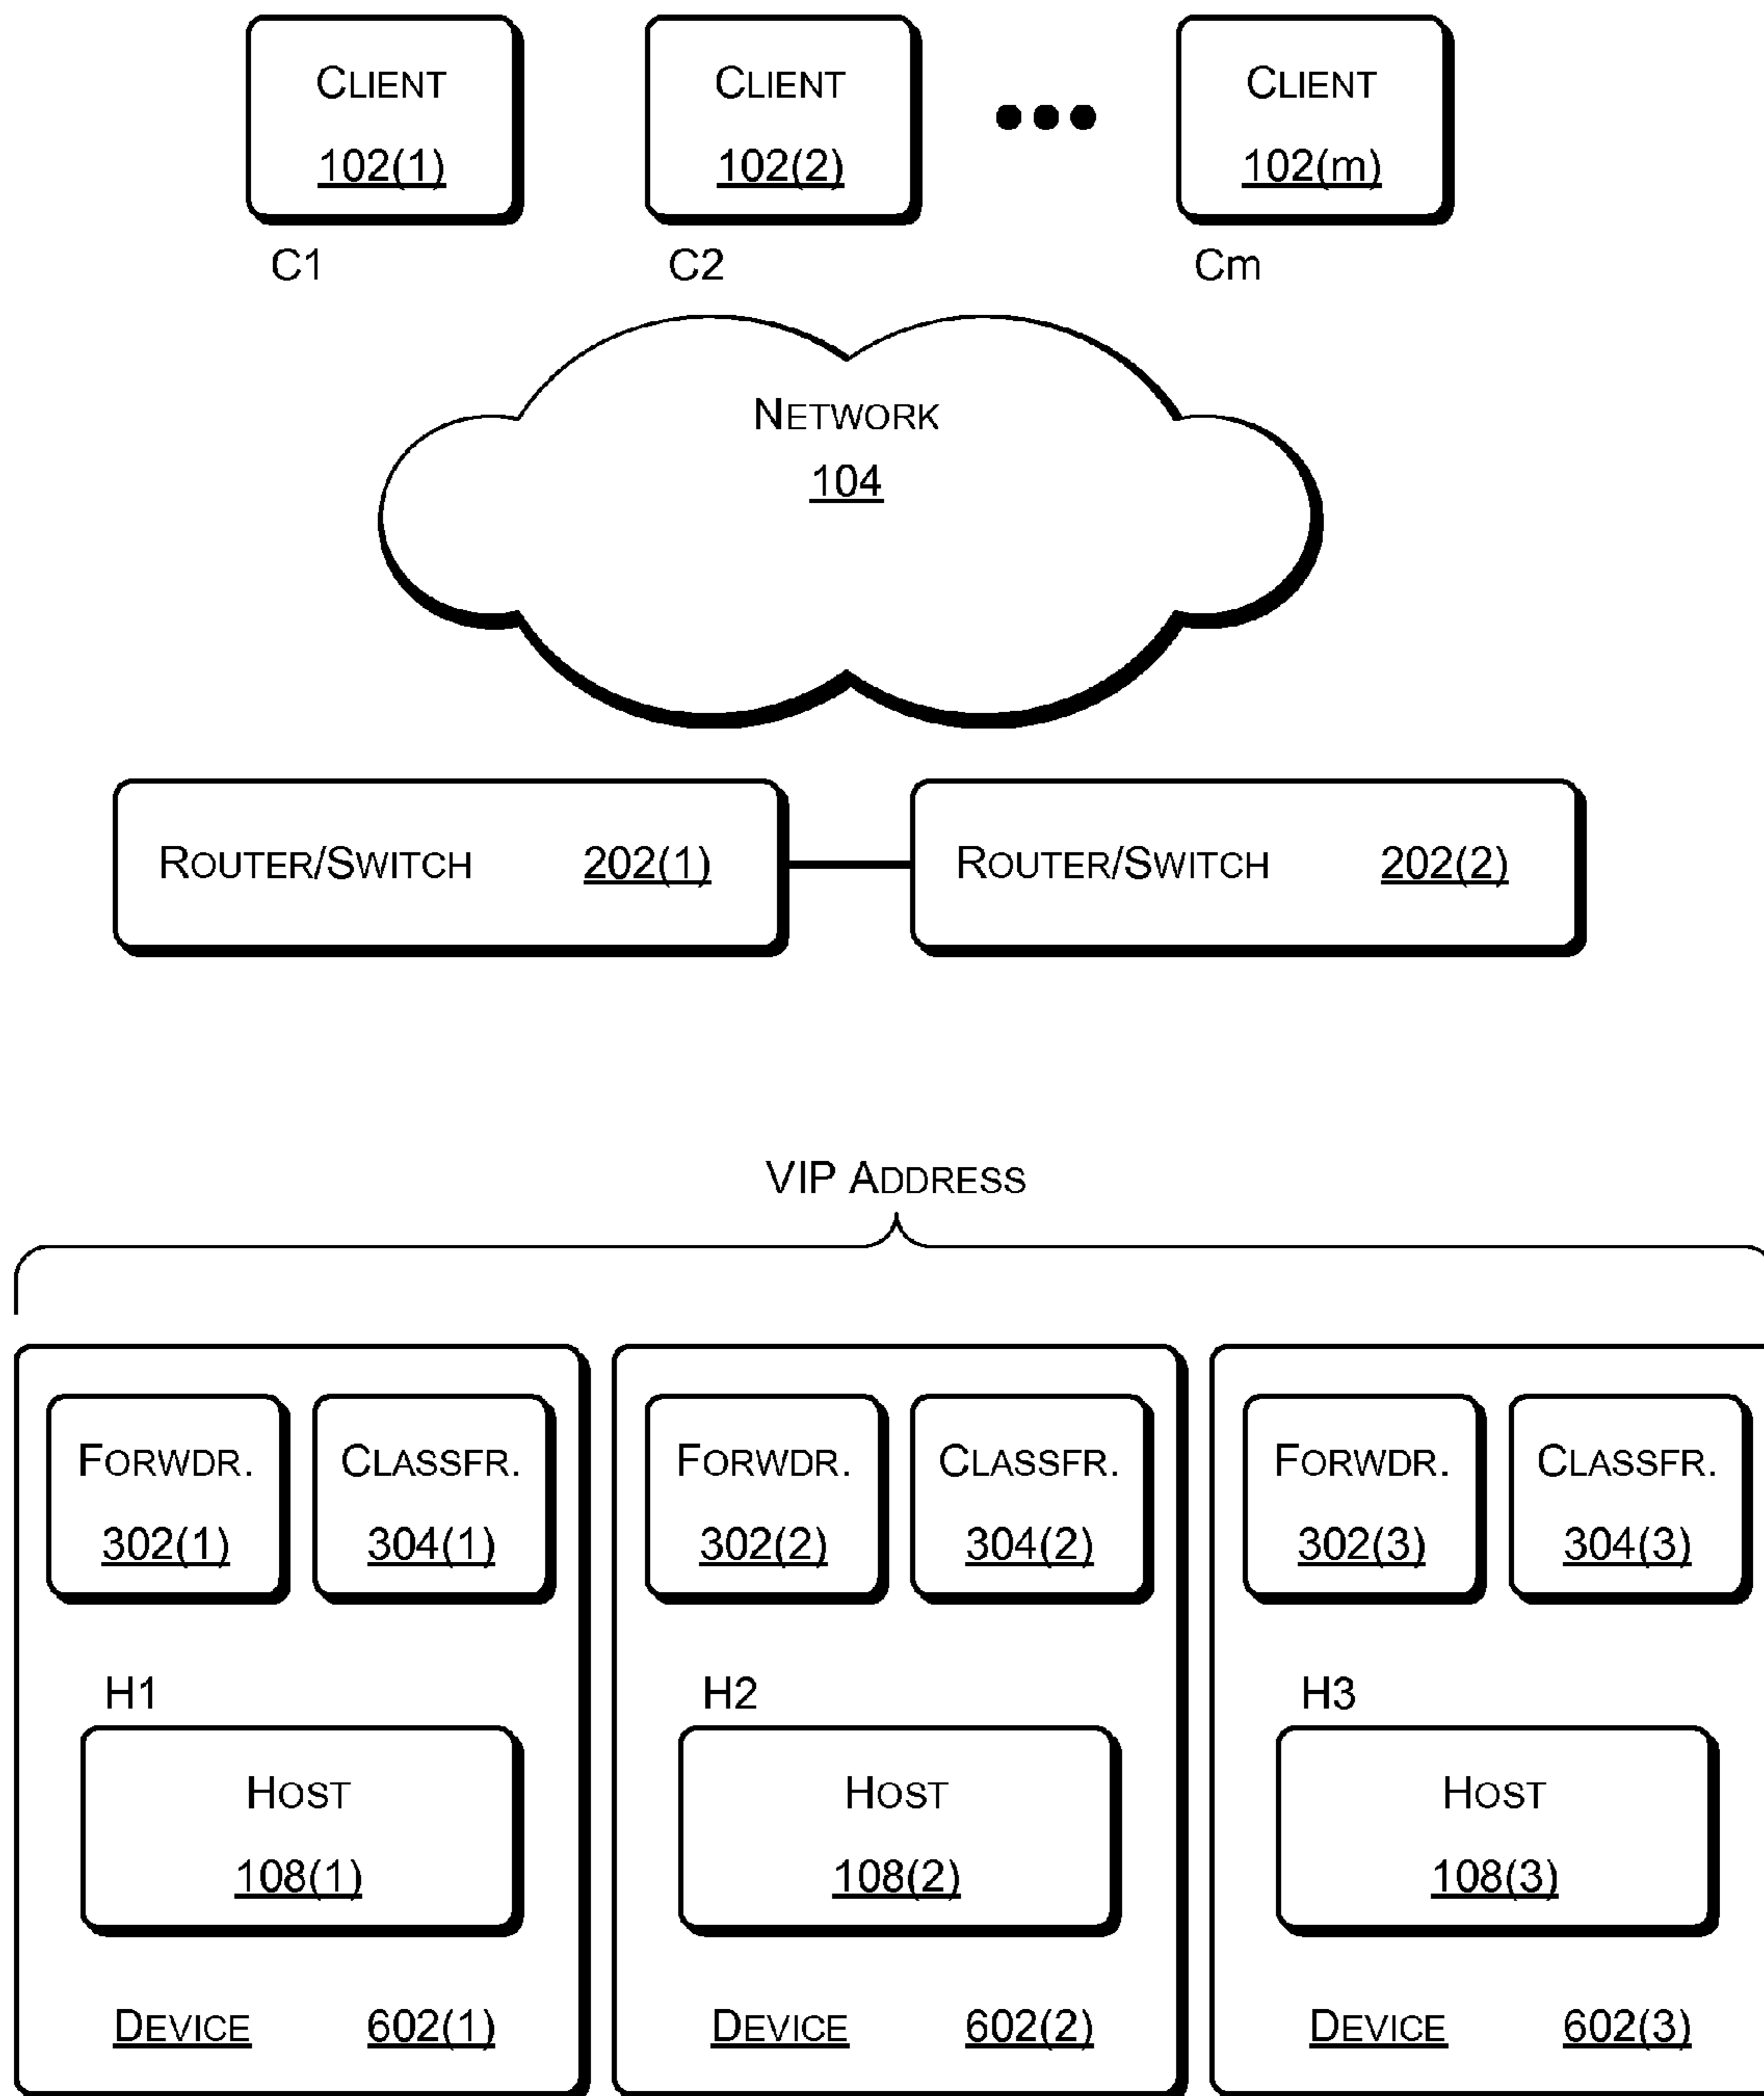 CLIENT
102(1)
CLIENT
102(2)
CLIENT
102(m)
C1
C2
Cm
NETWORK
104
ROUTER/SWITCH 202(1)
ROUTER/SWITCH 202(2)
VIP ADDRESS
FORWDR.
302(1)
CLASSFR.
304(1)
H1
HOST
108(1)
DEVICE 602(1)
FORWDR.
302(2)
CLASSFR.
304(2)
H2
HOST
108(2)
DEVICE 602(2)
FORWDR.
302(3)
CLASSFR.
304(3)
H3
HOST
108(3)
DEVICE 602(3)